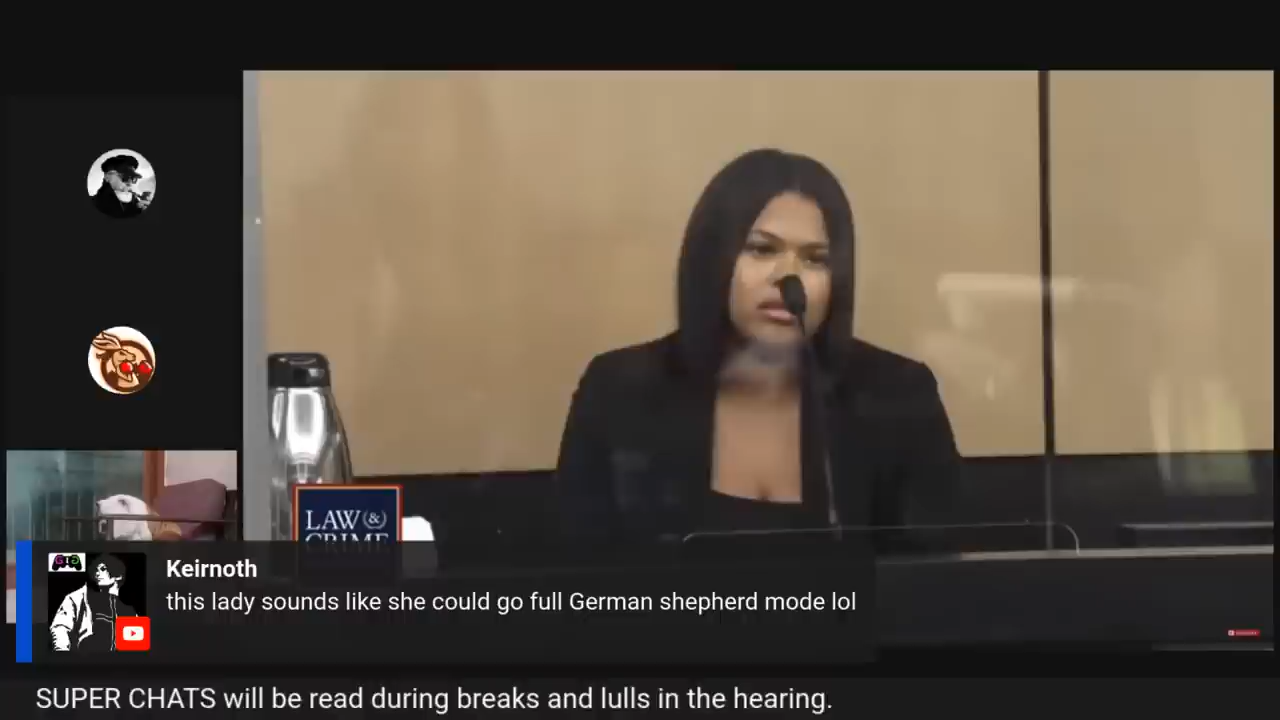 LAW &
CRIME
Keirnoth
this lady sounds like she could go full German shepherd mode lol
SUPER CHATS will be read during breaks and lulls in the hearing.